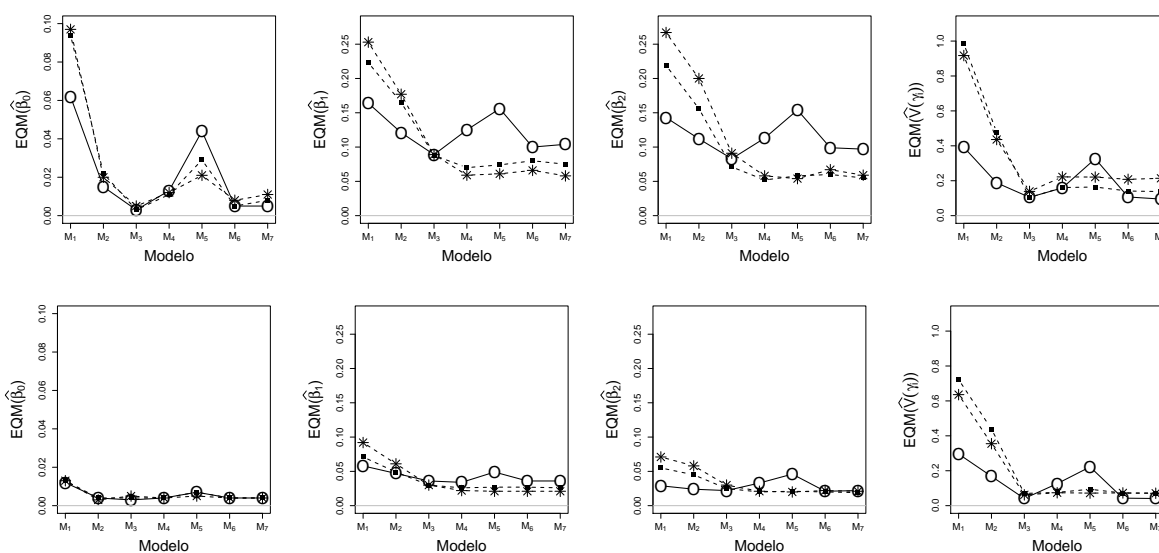 EQM(β̂₀)
0.00 0.02 0.04 0.06 0.08 0.10
M₁ M₂ M₃ M₄ M₅ M₆ M₇
Modelo
EQM(β̂₁)
0.00 0.05 0.10 0.15 0.20 0.25
M₁ M₂ M₃ M₄ M₅ M₆ M₇
Modelo
EQM(β̂₂)
0.00 0.05 0.10 0.15 0.20 0.25
M₁ M₂ M₃ M₄ M₅ M₆ M₇
Modelo
EQM(V̂(γᵢ))
0.0 0.2 0.4 0.6 0.8 1.0
M₁ M₂ M₃ M₄ M₅ M₆ M
Modelo
EQM(β̂₀)
0.00 0.02 0.04 0.06 0.08 0.10
M₁ M₂ M₃ M₄ M₅ M₆ M₇
Modelo
EQM(β̂₁)
0.00 0.05 0.10 0.15 0.20 0.25
M₁ M₂ M₃ M₄ M₅ M₆ M₇
Modelo
EQM(β̂₂)
0.00 0.05 0.10 0.15 0.20 0.25
M₁ M₂ M₃ M₄ M₅ M₆ M₇
Modelo
EQM(V̂(γᵢ))
0.0 0.2 0.4 0.6 0.8 1.0
M₁ M₂ M₃ M₄ M₅ M₆ M
Modelo